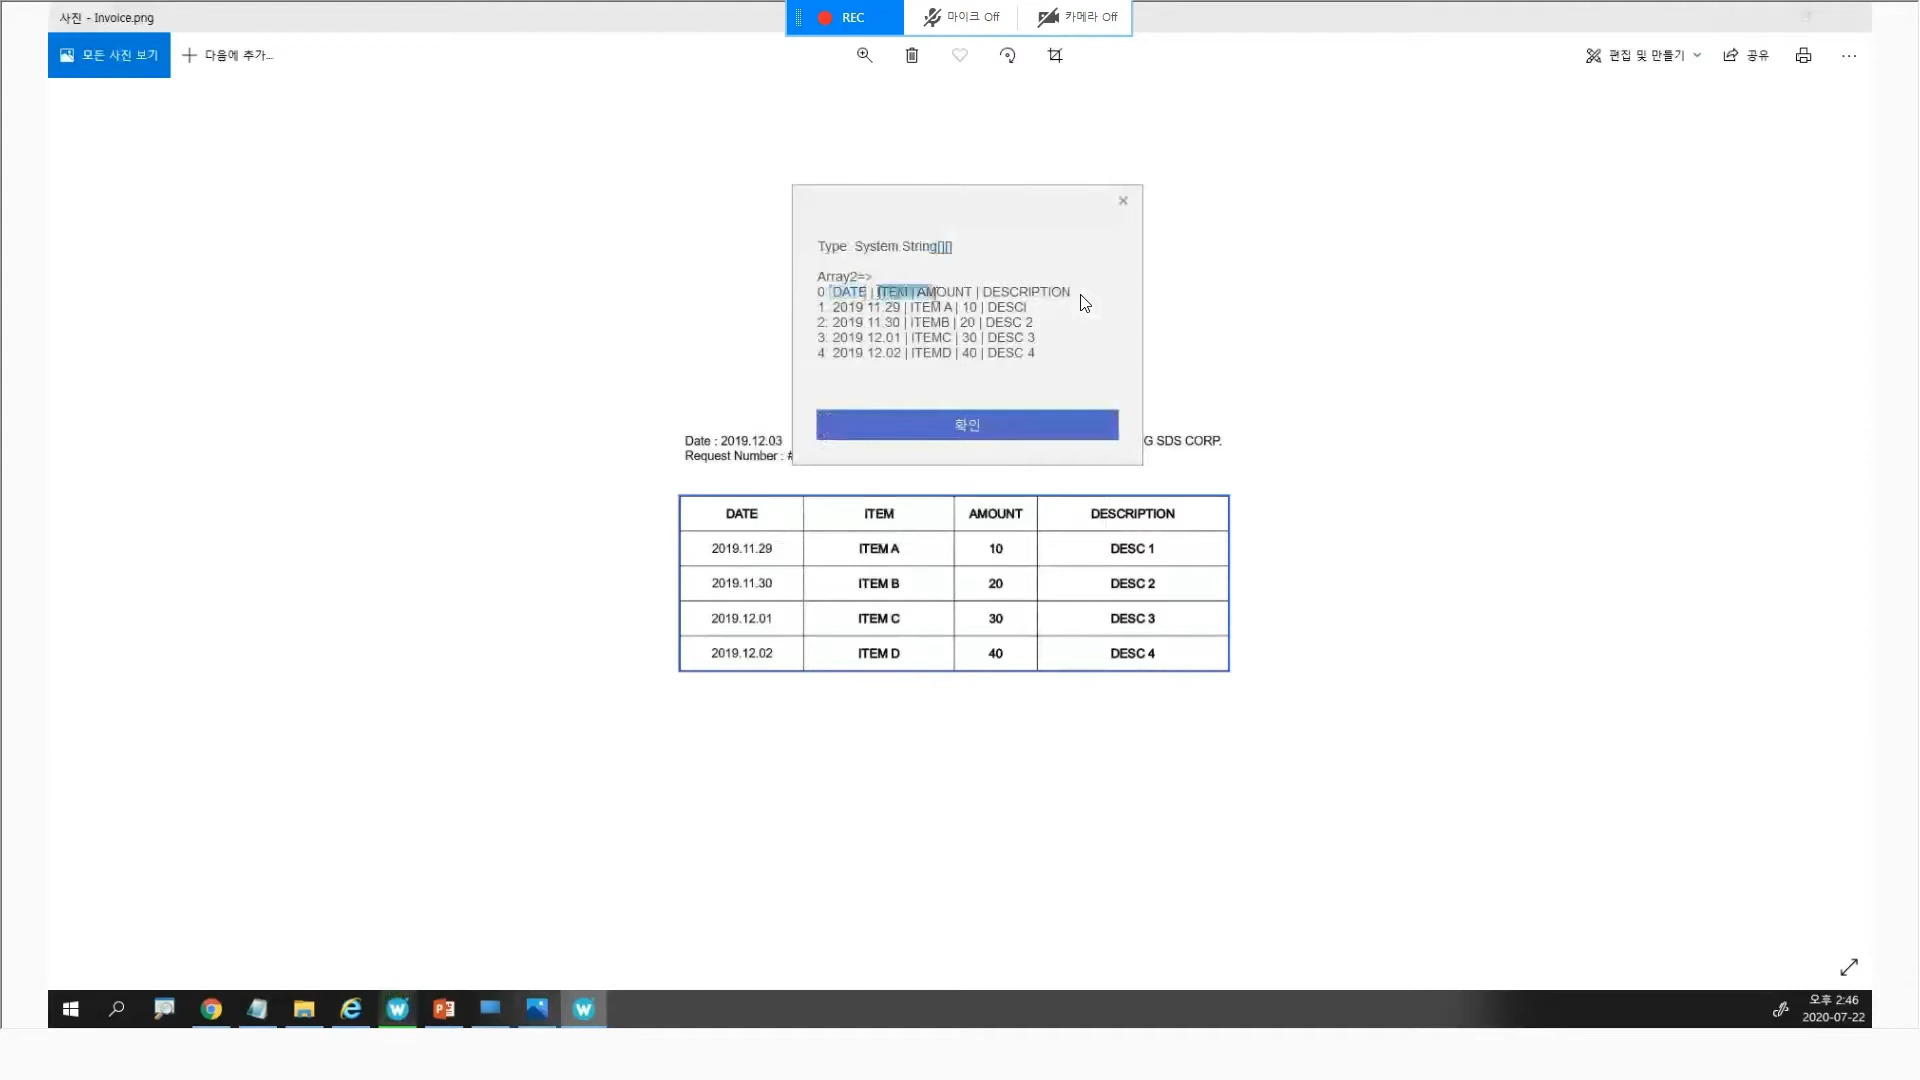 사진 - Invoice.png
REC
마이크 Off
카메라 Off
모든 사진 보기
다음에 추가...
편집 및 만들기
공유
Type: System.String[][]
Array2=>
0: DATE | ITEM | AMOUNT | DESCRIPTION
1: 2019.11.29 | ITEM A | 10 | DESCI
2: 2019.11.30 | ITEMB | 20 | DESC 2
3: 2019.12.01 | ITEMC | 30 | DESC 3
4: 2019.12.02 | ITEMD | 40 | DESC 4
확인
Date : 2019.12.03
G SDS CORP.
Request Number : #
DATE ITEM AMOUNT DESCRIPTION
2019.11.29 ITEM A 10 DESC 1
2019.11.30 ITEM B 20 DESC 2
2019.12.01 ITEM C 30 DESC 3
2019.12.02 ITEM D 40 DESC 4
오후 2:46
2020-07-22